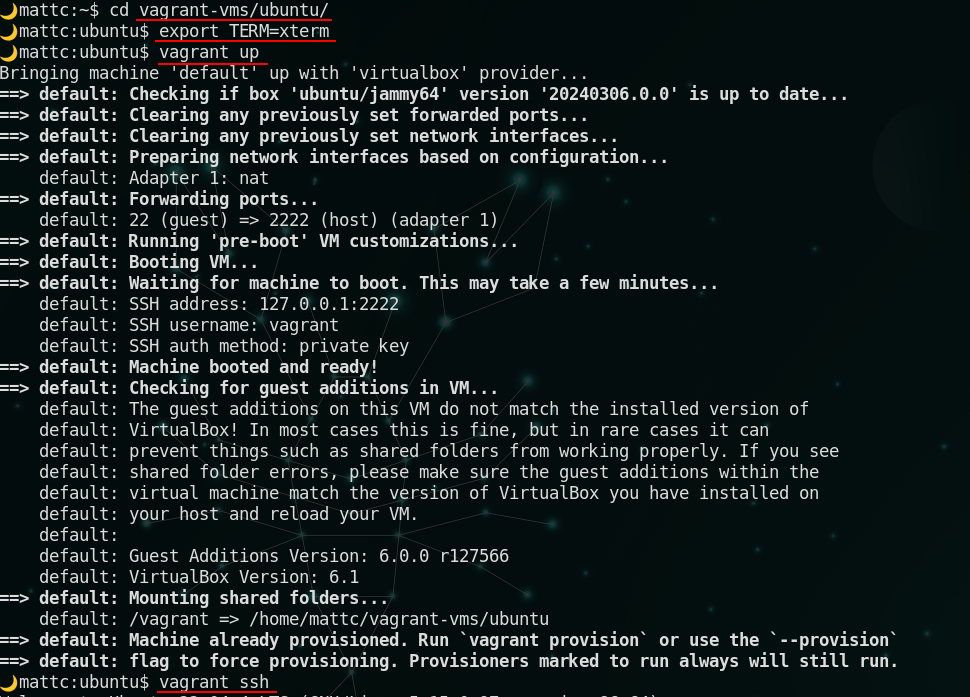 🌙mattc:~$ cd vagrant-vms/ubuntu/
🌙mattc:ubuntu$ export TERM=xterm
🌙mattc:ubuntu$ vagrant up
Bringing machine 'default' up with 'virtualbox' provider...
==> default: Checking if box 'ubuntu/jammy64' version '20240306.0.0' is up to date...
==> default: Clearing any previously set forwarded ports...
==> default: Clearing any previously set network interfaces...
==> default: Preparing network interfaces based on configuration...
    default: Adapter 1: nat
==> default: Forwarding ports...
    default: 22 (guest) => 2222 (host) (adapter 1)
==> default: Running 'pre-boot' VM customizations...
==> default: Booting VM...
==> default: Waiting for machine to boot. This may take a few minutes...
    default: SSH address: 127.0.0.1:2222
    default: SSH username: vagrant
    default: SSH auth method: private key
==> default: Machine booted and ready!
==> default: Checking for guest additions in VM...
    default: The guest additions on this VM do not match the installed version of
    default: VirtualBox! In most cases this is fine, but in rare cases it can
    default: prevent things such as shared folders from working properly. If you see
    default: shared folder errors, please make sure the guest additions within the
    default: virtual machine match the version of VirtualBox you have installed on
    default: your host and reload your VM.
    default:
    default: Guest Additions Version: 6.0.0 r127566
    default: VirtualBox Version: 6.1
==> default: Mounting shared folders...
    default: /vagrant => /home/mattc/vagrant-vms/ubuntu
==> default: Machine already provisioned. Run `vagrant provision` or use the `--provision`
==> default: flag to force provisioning. Provisioners marked to run always will still run.
🌙mattc:ubuntu$ vagrant ssh